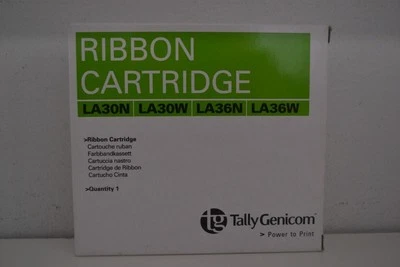 RIBBON
CARTRIDGE
LA30N LA30W LA36N LA36W
>Ribbon Cartridge
Cartouche ruban
Farbbandkassett
Cartuccia nastro
Cartridge de Ribbon
Cartucho Cinta
>Quantity 1
tg TallyGenicom™
> Power to Print